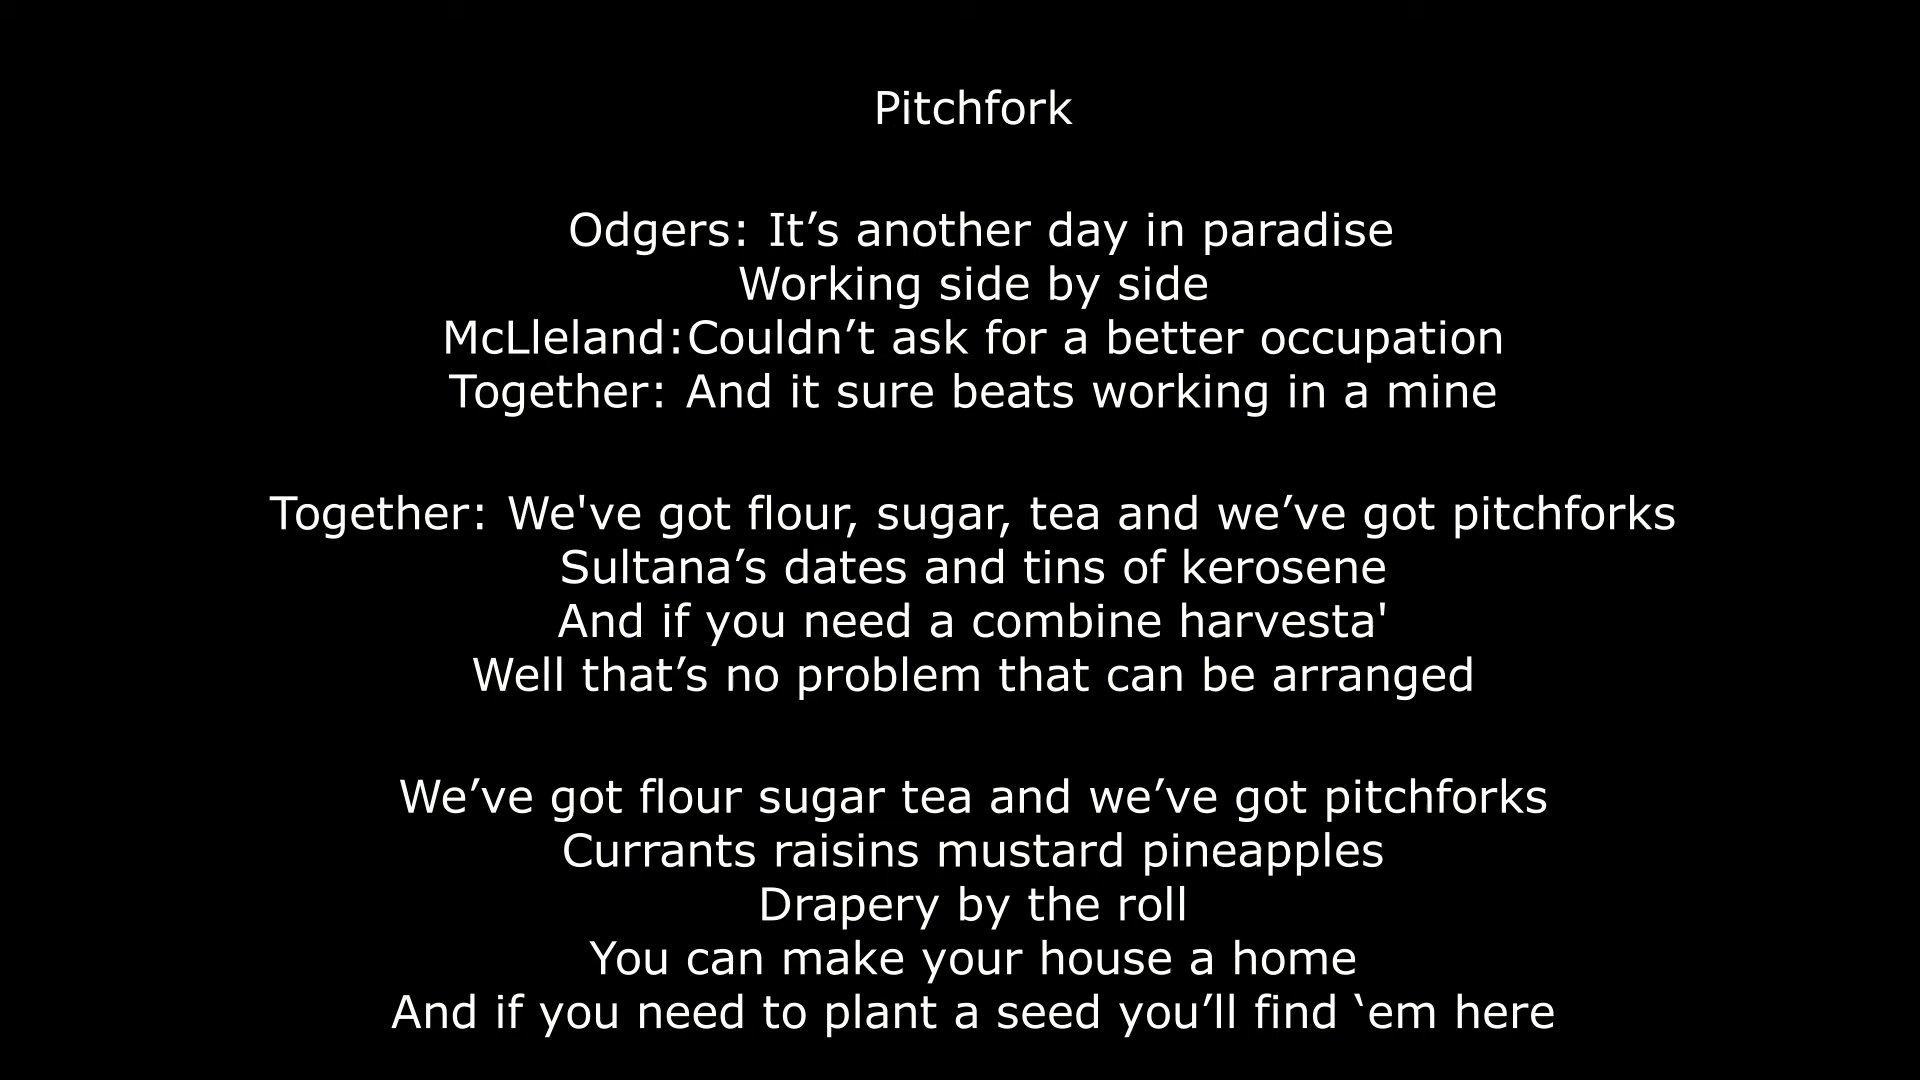 Pitchfork
Odgers: It’s another day in paradise
Working side by side
McLleland:Couldn’t ask for a better occupation
Together: And it sure beats working in a mine
Together: We've got flour, sugar, tea and we’ve got pitchforks
Sultana’s dates and tins of kerosene
And if you need a combine harvesta'
Well that’s no problem that can be arranged
We’ve got flour sugar tea and we’ve got pitchforks
Currants raisins mustard pineapples
Drapery by the roll
You can make your house a home
And if you need to plant a seed you’ll find ‘em here